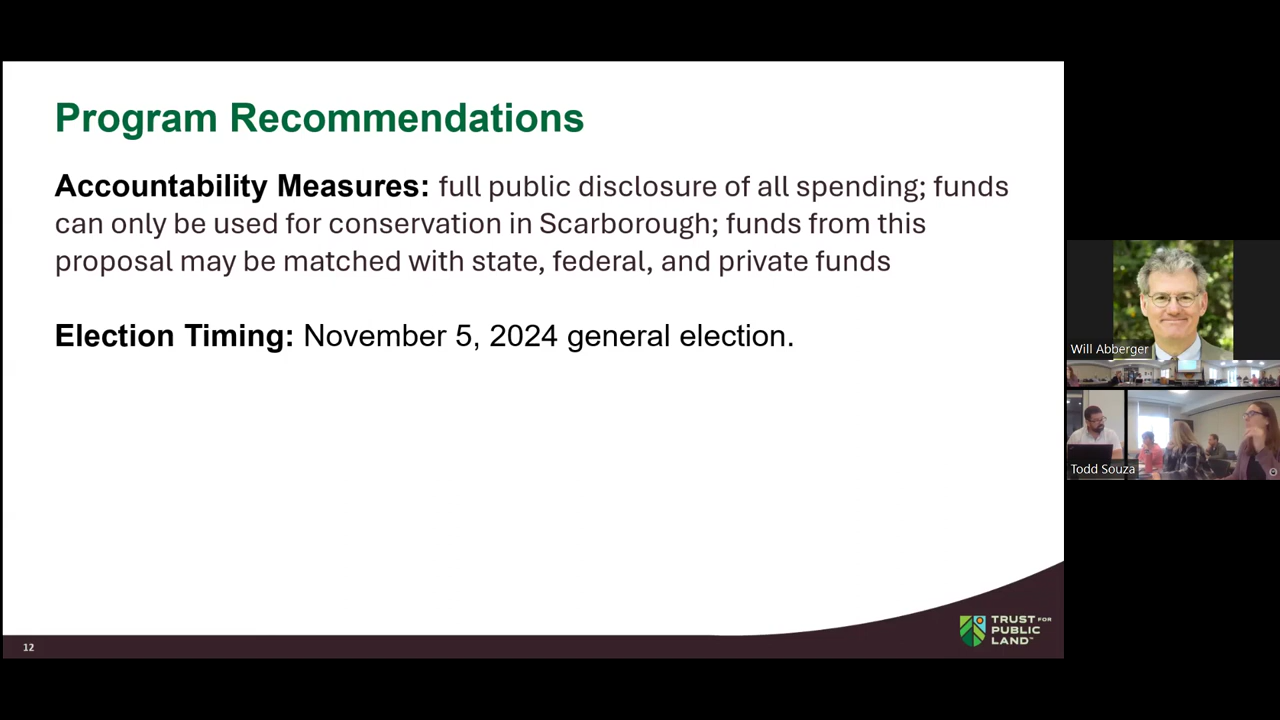 Program Recommendations
Accountability Measures: full public disclosure of all spending; funds
can only be used for conservation in Scarborough; funds from this
proposal may be matched with state, federal, and private funds
Election Timing: November 5, 2024 general election.
Will Abberger
Todd Souza
12
TRUST FOR
PUBLIC
LAND™